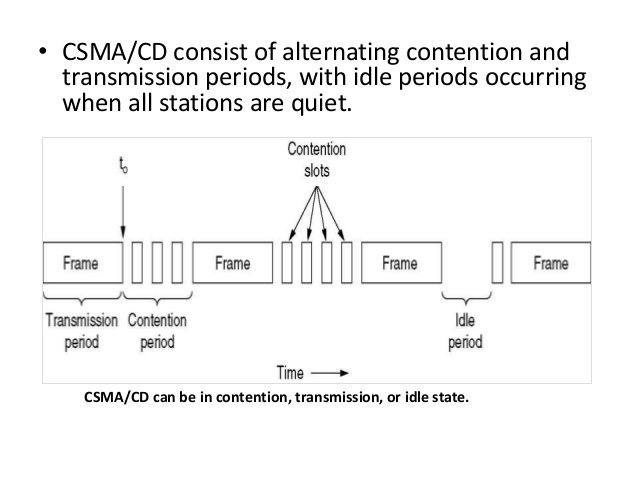 • CSMA/CD consist of alternating contention and
transmission periods, with idle periods occurring
when all stations are quiet.
Contention
slots
t₀
Frame
Frame
Frame
Frame
Transmission
period
Contention
period
Idle
period
Time
CSMA/CD can be in contention, transmission, or idle state.